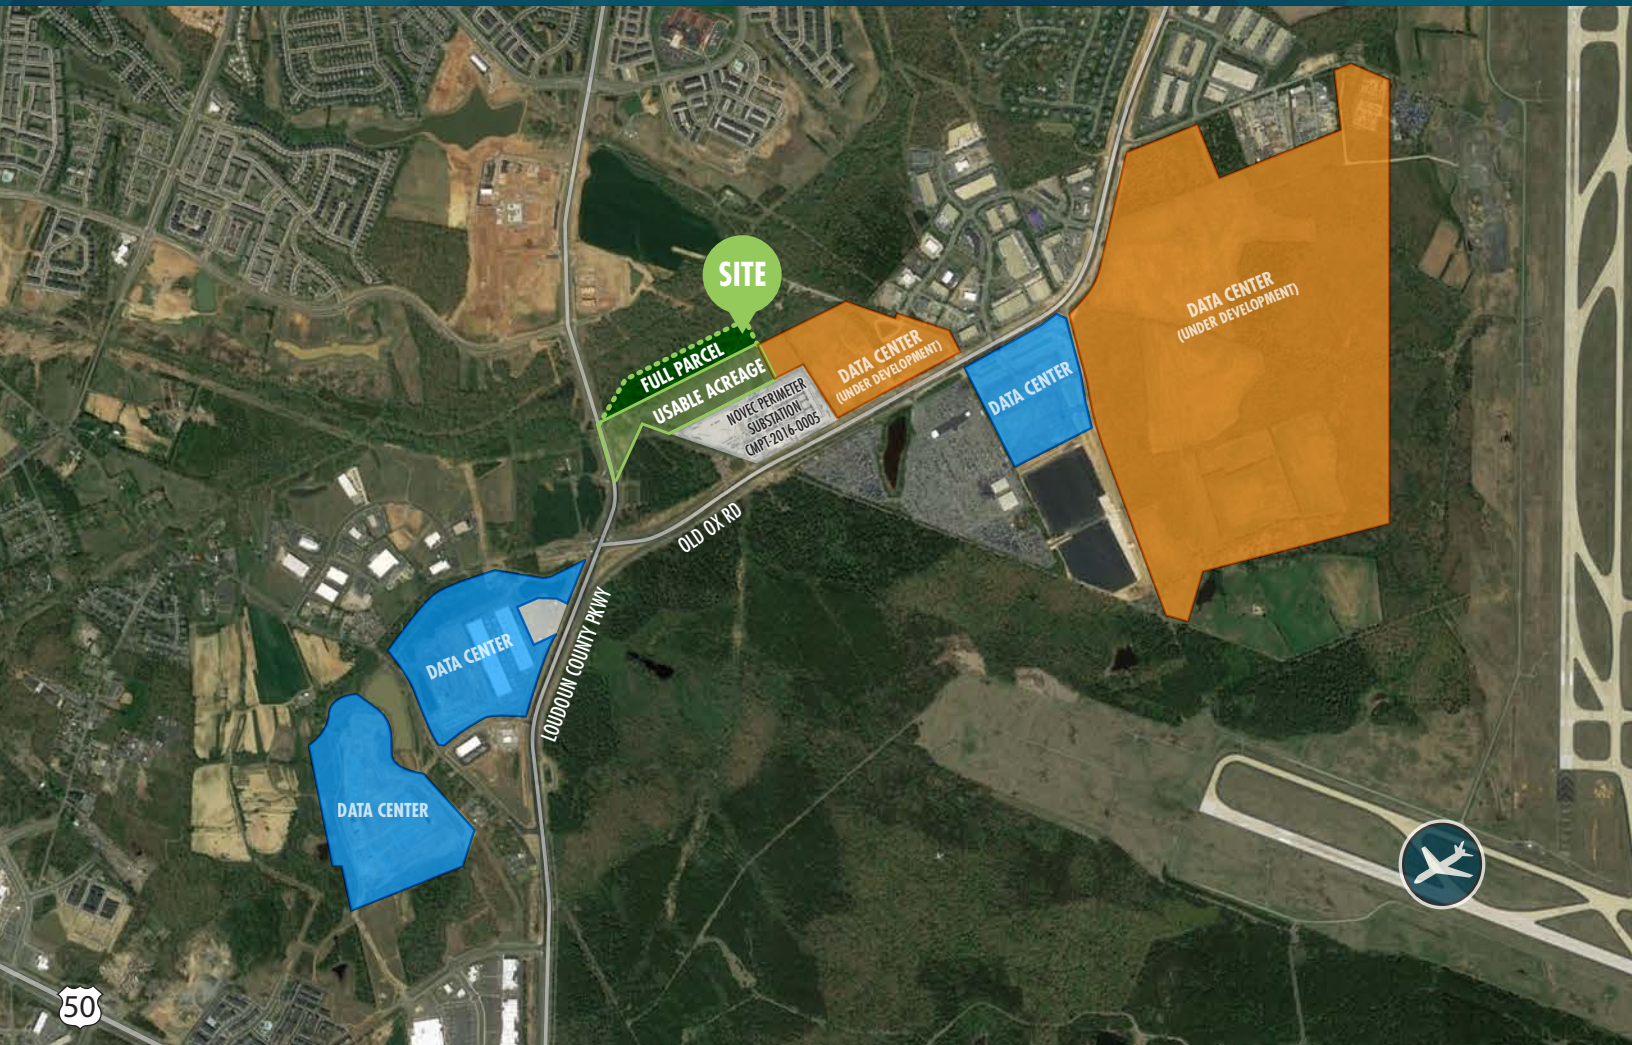 SITE
FULL PARCEL
USABLE ACREAGE
NOVEC PERIMETER
SUBSTATION
CMPT-2016-0005
DATA CENTER
(UNDER DEVELOPMENT)
DATA CENTER
DATA CENTER
(UNDER DEVELOPMENT)
OLD OX RD
LOUDOUN COUNTY PKWY
DATA CENTER
DATA CENTER
50